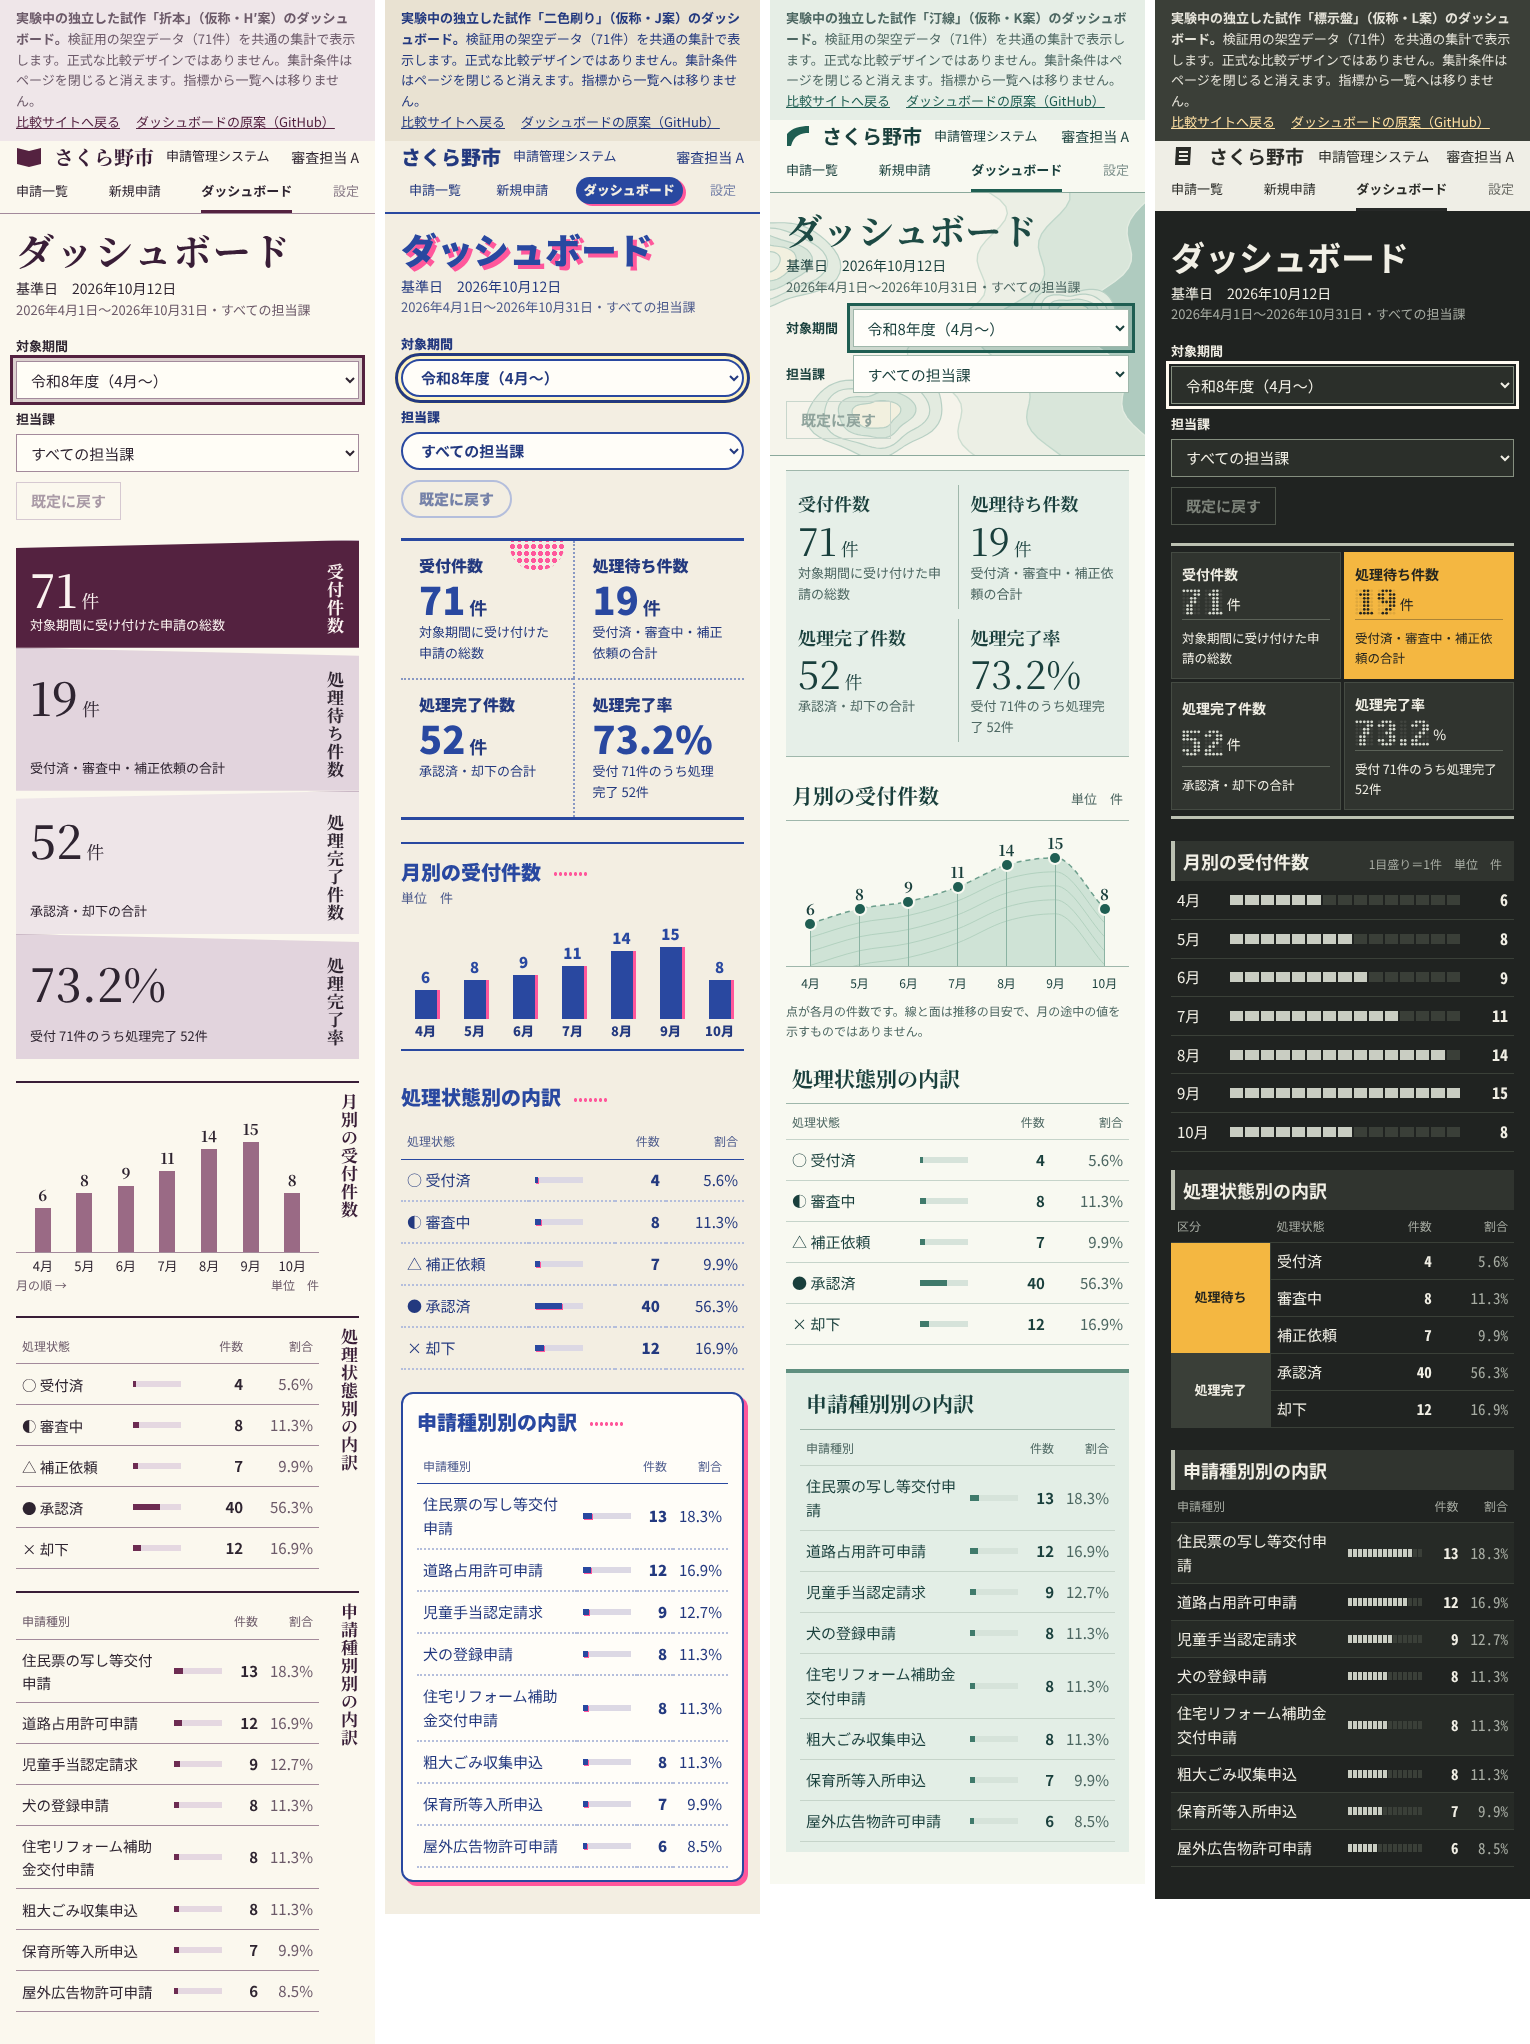 実験中の独立した試作「折本」（仮称・H′案）のダッシュ
ボード。検証用の架空データ（71件）を共通の集計で表示
します。正式な比較デザインではありません。集計条件は
ページを閉じると消えます。指標から一覧へは移りませ
ん。
比較サイトへ戻る ダッシュボードの原案（GitHub）
さくら野市 申請管理システム 審査担当 A
申請一覧 新規申請 ダッシュボード 設定
ダッシュボード
基準日 2026年10月12日
2026年4月1日〜2026年10月31日・すべての担当課
対象期間
令和8年度（4月〜）
担当課
すべての担当課
既定に戻す
受付件数
71 件
対象期間に受け付けた申請の総数
処理待ち件数
19 件
受付済・審査中・補正依頼の合計
処理完了件数
52 件
承認済・却下の合計
処理完了率
73.2%
受付 71件のうち処理完了 52件
月別の受付件数
6 8 9 11 14 15 8
4月 5月 6月 7月 8月 9月 10月
月の順 → 単位 件
処理状態別の内訳
処理状態 件数 割合
○ 受付済 4 5.6%
◐ 審査中 8 11.3%
△ 補正依頼 7 9.9%
● 承認済 40 56.3%
× 却下 12 16.9%
申請種別別の内訳
申請種別 件数 割合
住民票の写し等交付
申請 13 18.3%
道路占用許可申請 12 16.9%
児童手当認定請求 9 12.7%
犬の登録申請 8 11.3%
住宅リフォーム補助
金交付申請 8 11.3%
粗大ごみ収集申込 8 11.3%
保育所等入所申込 7 9.9%
屋外広告物許可申請 6 8.5%
実験中の独立した試作「二色刷り」（仮称・J案）のダッシ
ュボード。検証用の架空データ（71件）を共通の集計で表
示します。正式な比較デザインではありません。集計条件
はページを閉じると消えます。指標から一覧へは移りませ
ん。
比較サイトへ戻る ダッシュボードの原案（GitHub）
さくら野市 申請管理システム 審査担当 A
申請一覧 新規申請 ダッシュボード 設定
ダッシュボード
基準日 2026年10月12日
2026年4月1日〜2026年10月31日・すべての担当課
対象期間
令和8年度（4月〜）
担当課
すべての担当課
既定に戻す
受付件数
71 件
対象期間に受け付けた
申請の総数
処理待ち件数
19 件
受付済・審査中・補正
依頼の合計
処理完了件数
52 件
承認済・却下の合計
処理完了率
73.2%
受付 71件のうち処理
完了 52件
月別の受付件数
単位 件
6 8 9 11 14 15 8
4月 5月 6月 7月 8月 9月 10月
処理状態別の内訳
処理状態 件数 割合
○ 受付済 4 5.6%
◐ 審査中 8 11.3%
△ 補正依頼 7 9.9%
● 承認済 40 56.3%
× 却下 12 16.9%
申請種別別の内訳
申請種別 件数 割合
住民票の写し等交付
申請 13 18.3%
道路占用許可申請 12 16.9%
児童手当認定請求 9 12.7%
犬の登録申請 8 11.3%
住宅リフォーム補助
金交付申請 8 11.3%
粗大ごみ収集申込 8 11.3%
保育所等入所申込 7 9.9%
屋外広告物許可申請 6 8.5%
実験中の独立した試作「汀線」（仮称・K案）のダッシュボ
ード。検証用の架空データ（71件）を共通の集計で表示し
ます。正式な比較デザインではありません。集計条件はペ
ージを閉じると消えます。指標から一覧へは移りません。
比較サイトへ戻る ダッシュボードの原案（GitHub）
さくら野市 申請管理システム 審査担当 A
申請一覧 新規申請 ダッシュボード 設定
ダッシュボード
基準日 2026年10月12日
2026年4月1日〜2026年10月31日・すべての担当課
対象期間 令和8年度（4月〜）
担当課 すべての担当課
既定に戻す
受付件数
71 件
対象期間に受け付けた申
請の総数
処理待ち件数
19 件
受付済・審査中・補正依
頼の合計
処理完了件数
52 件
承認済・却下の合計
処理完了率
73.2%
受付 71件のうち処理完
了 52件
月別の受付件数 単位 件
6 8 9 11 14 15 8
4月 5月 6月 7月 8月 9月 10月
点が各月の件数です。線と面は推移の目安で、月の途中の値を
示すものではありません。
処理状態別の内訳
処理状態 件数 割合
○ 受付済 4 5.6%
◐ 審査中 8 11.3%
△ 補正依頼 7 9.9%
● 承認済 40 56.3%
× 却下 12 16.9%
申請種別別の内訳
申請種別 件数 割合
住民票の写し等交付申
請 13 18.3%
道路占用許可申請 12 16.9%
児童手当認定請求 9 12.7%
犬の登録申請 8 11.3%
住宅リフォーム補助金
交付申請 8 11.3%
粗大ごみ収集申込 8 11.3%
保育所等入所申込 7 9.9%
屋外広告物許可申請 6 8.5%
実験中の独立した試作「標示盤」（仮称・L案）のダッシュ
ボード。検証用の架空データ（71件）を共通の集計で表示
します。正式な比較デザインではありません。集計条件は
ページを閉じると消えます。指標から一覧へは移りませ
ん。
比較サイトへ戻る ダッシュボードの原案（GitHub）
さくら野市 申請管理システム 審査担当 A
申請一覧 新規申請 ダッシュボード 設定
ダッシュボード
基準日 2026年10月12日
2026年4月1日〜2026年10月31日・すべての担当課
対象期間
令和8年度（4月〜）
担当課
すべての担当課
既定に戻す
受付件数
71 件
対象期間に受け付けた申
請の総数
処理待ち件数
19 件
受付済・審査中・補正依
頼の合計
処理完了件数
52 件
承認済・却下の合計
処理完了率
73.2 %
受付 71件のうち処理完了
52件
月別の受付件数 1目盛り＝1件 単位 件
4月 6
5月 8
6月 9
7月 11
8月 14
9月 15
10月 8
処理状態別の内訳
区分 処理状態 件数 割合
処理待ち
受付済 4 5.6%
審査中 8 11.3%
補正依頼 7 9.9%
処理完了
承認済 40 56.3%
却下 12 16.9%
申請種別別の内訳
申請種別 件数 割合
住民票の写し等交付申
請 13 18.3%
道路占用許可申請 12 16.9%
児童手当認定請求 9 12.7%
犬の登録申請 8 11.3%
住宅リフォーム補助金
交付申請 8 11.3%
粗大ごみ収集申込 8 11.3%
保育所等入所申込 7 9.9%
屋外広告物許可申請 6 8.5%